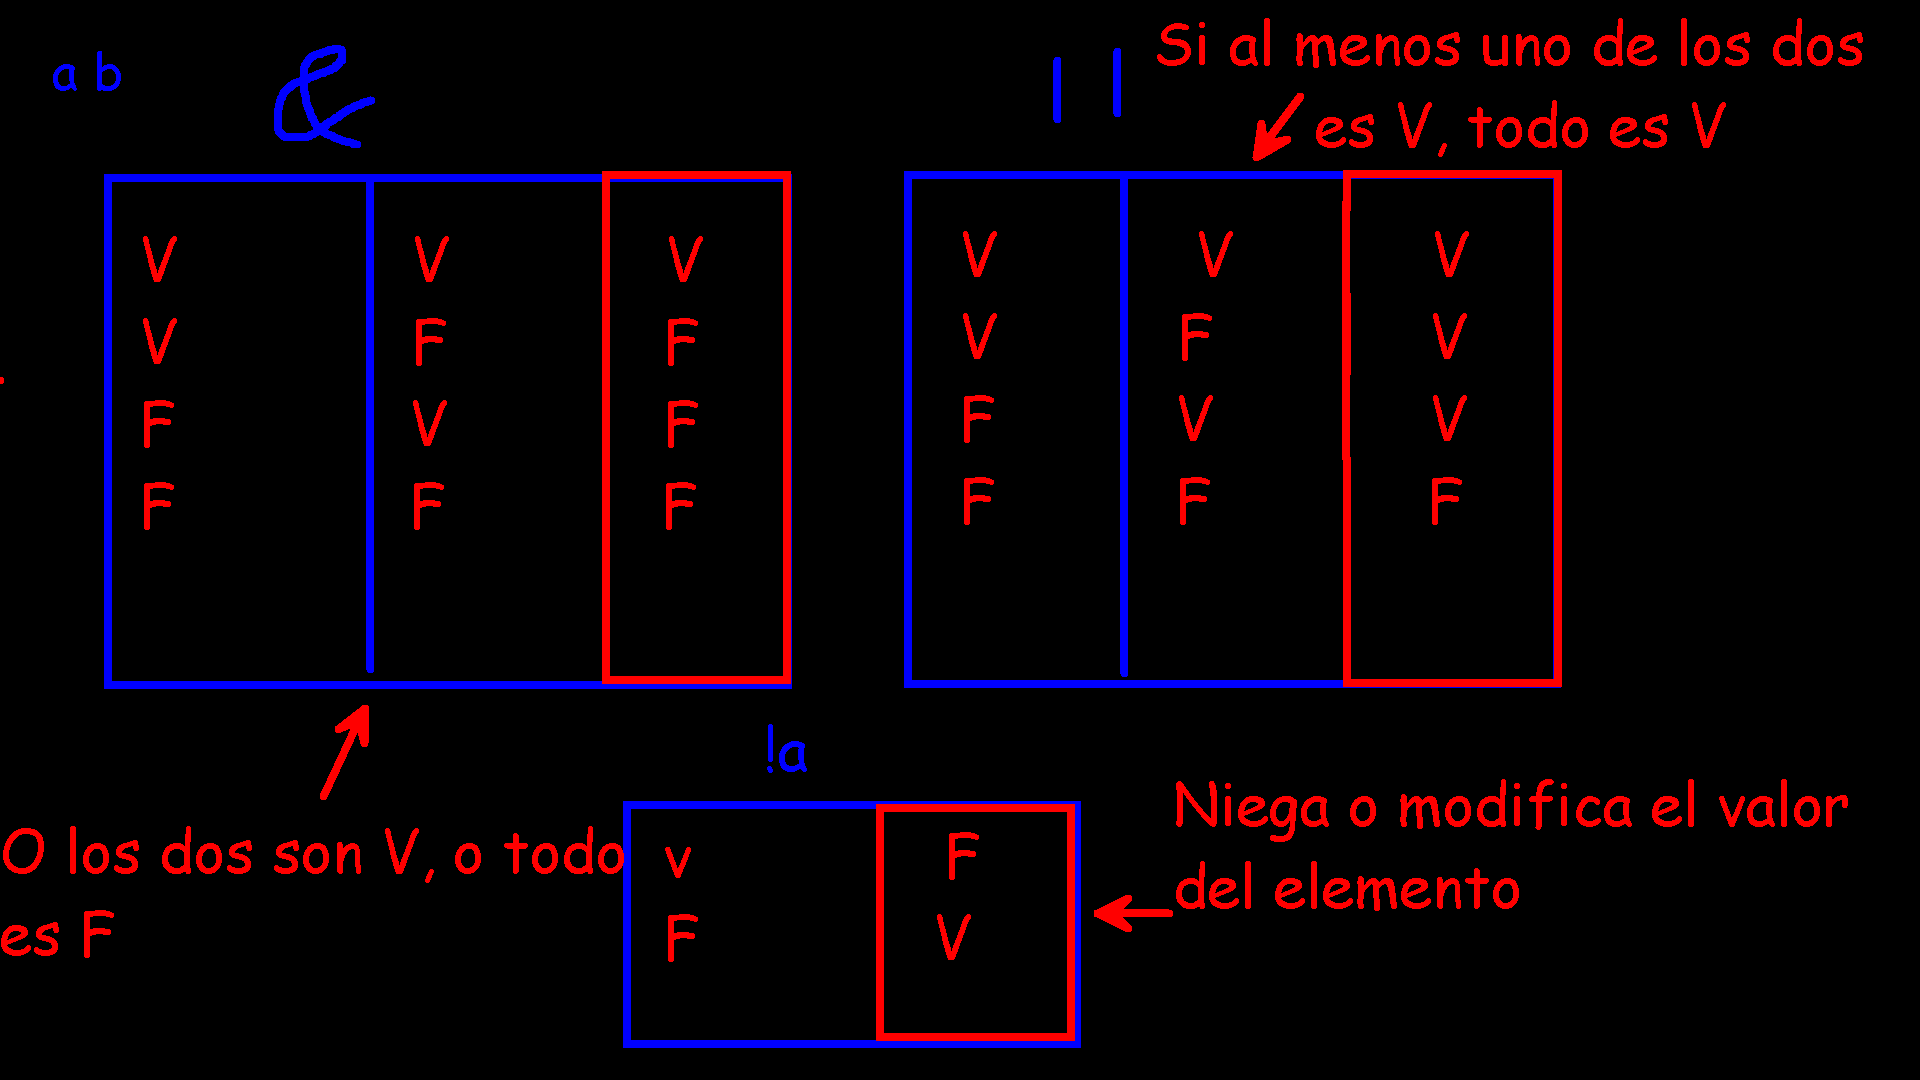 a b & | | Si al menos uno de los dos
es V, todo es V
V V V V V V
V F F V F V
F V F F V V
F F F F F F
!a
O los dos son V, o todo
es F
v F
F V
Niega o modifica el valor
del elemento